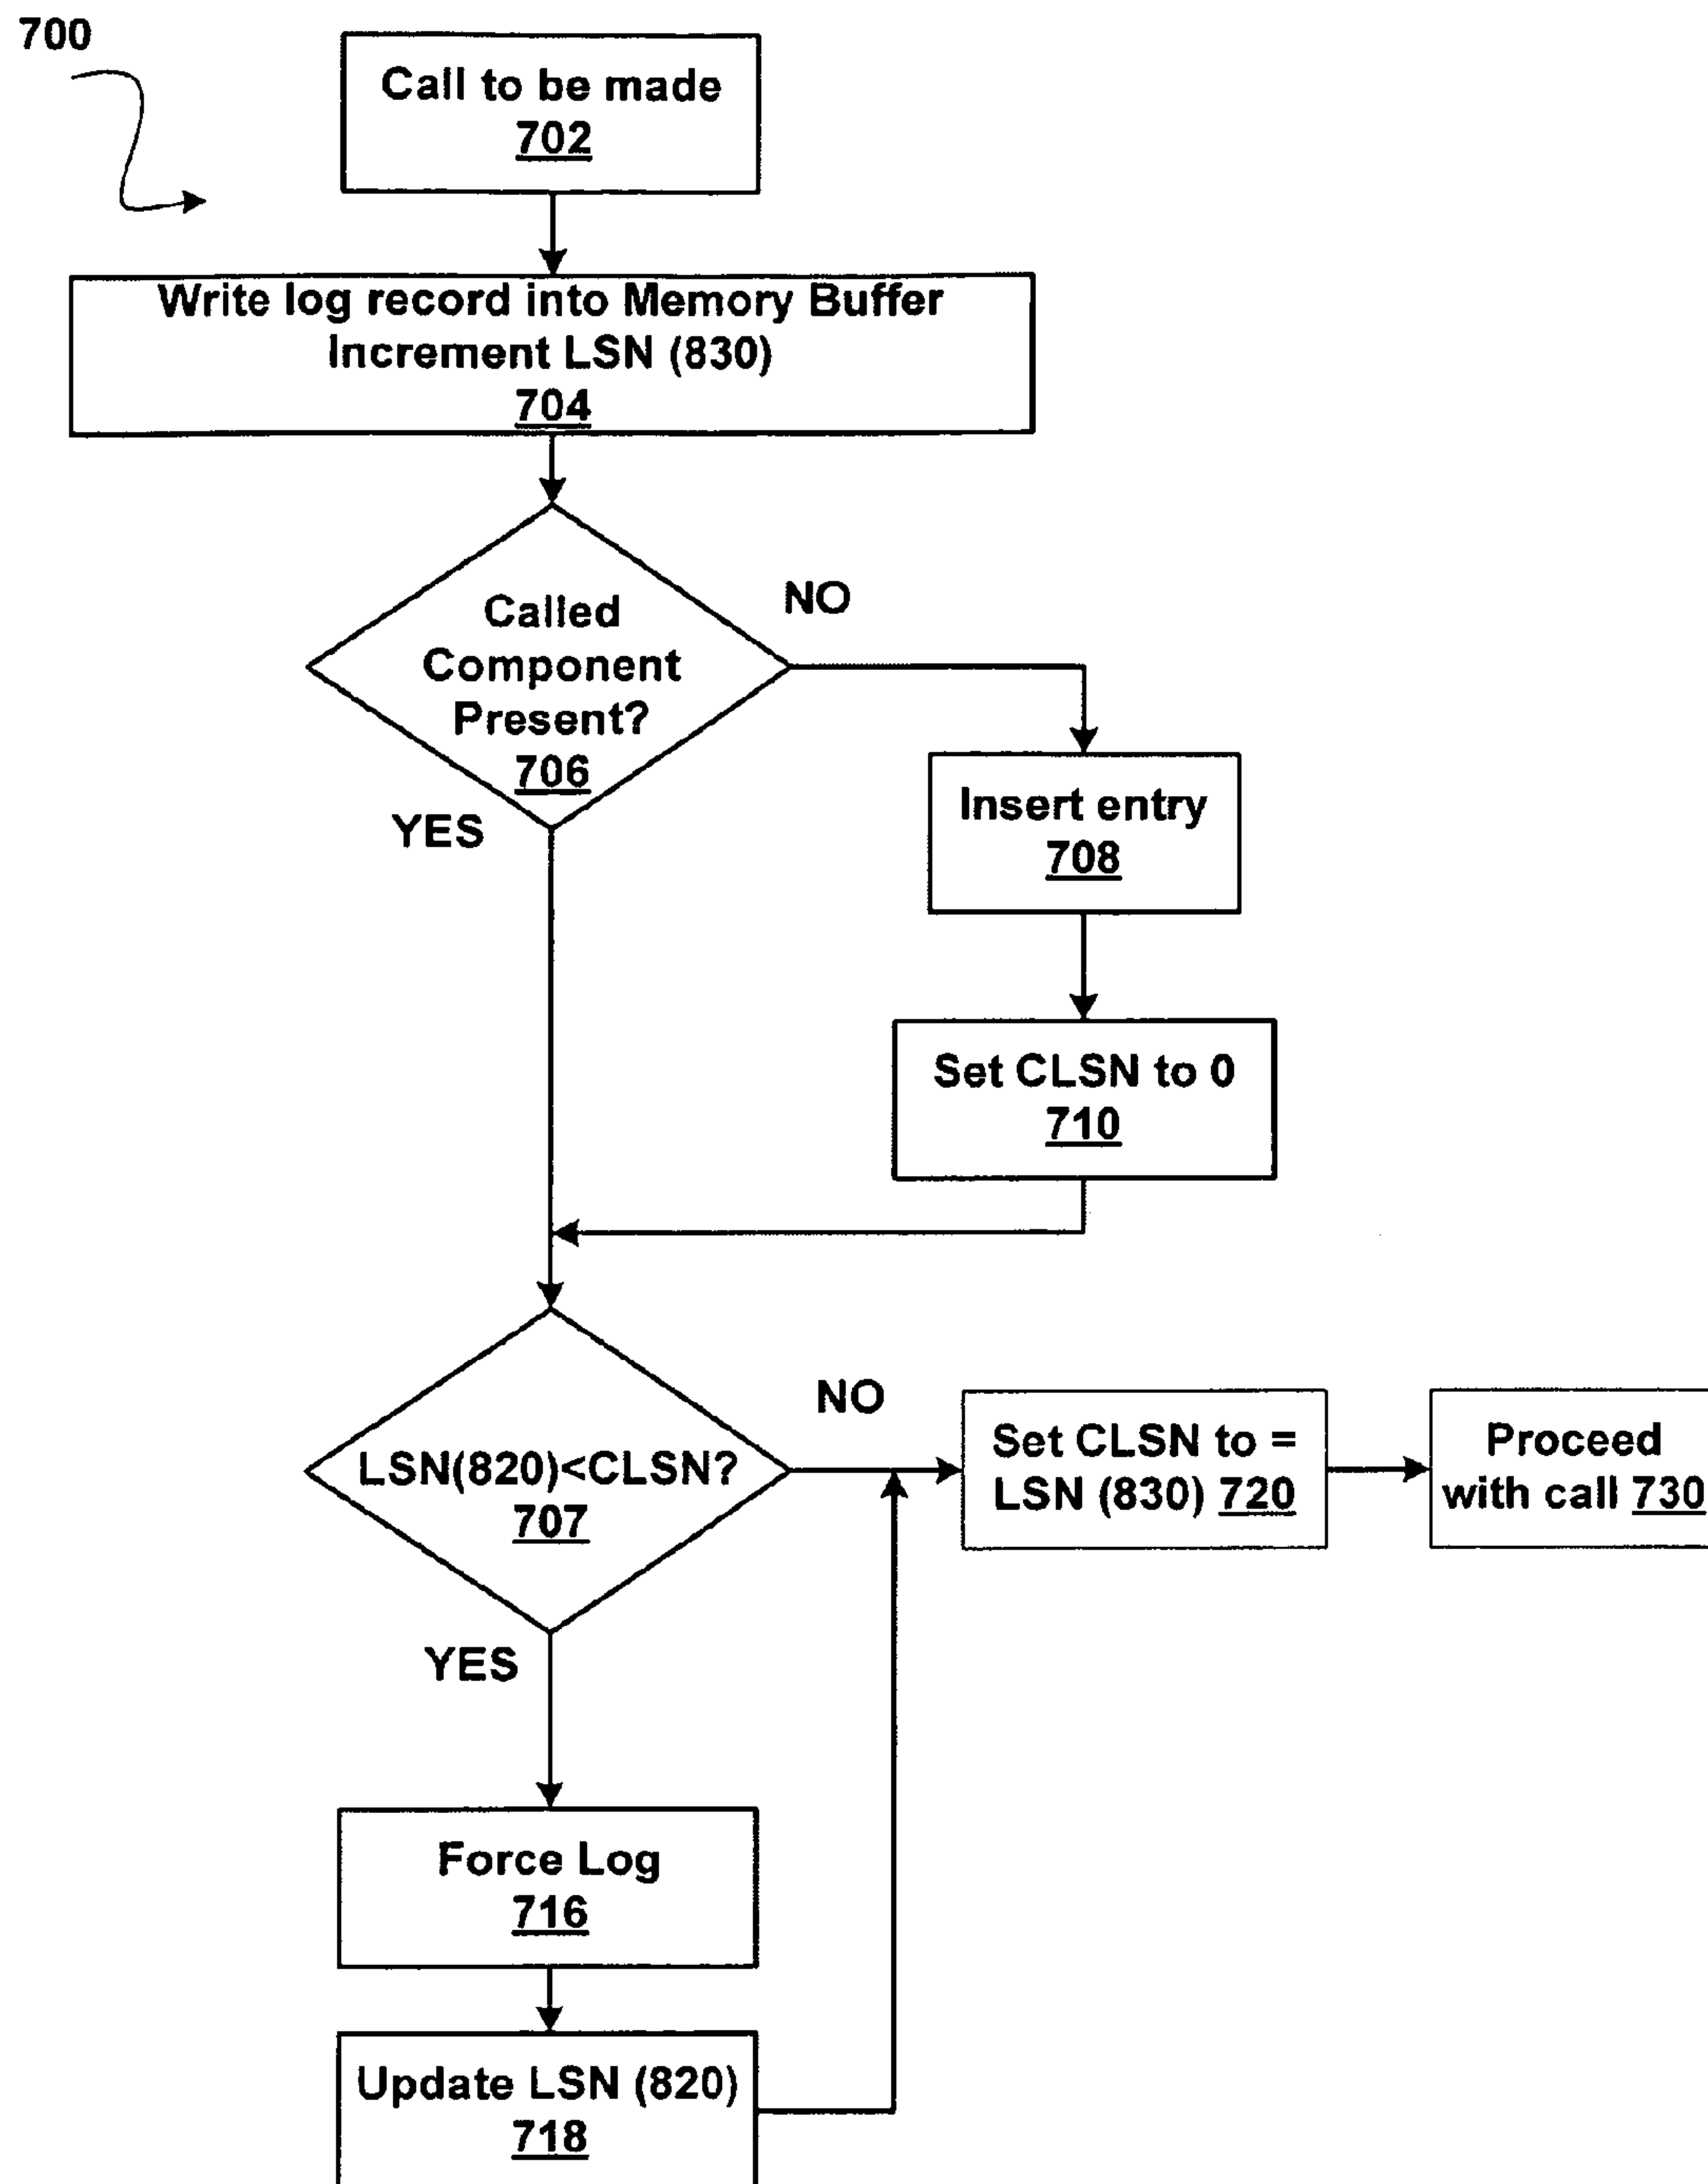 700
Call to be made
702
Write log record into Memory Buffer
Increment LSN (830)
704
Called
Component
Present?
706
NO
YES
Insert entry
708
Set CLSN to 0
710
LSN(820)<CLSN?
707
NO
YES
Set CLSN to =
LSN (830) 720
Proceed
with call 730
Force Log
716
Update LSN (820)
718